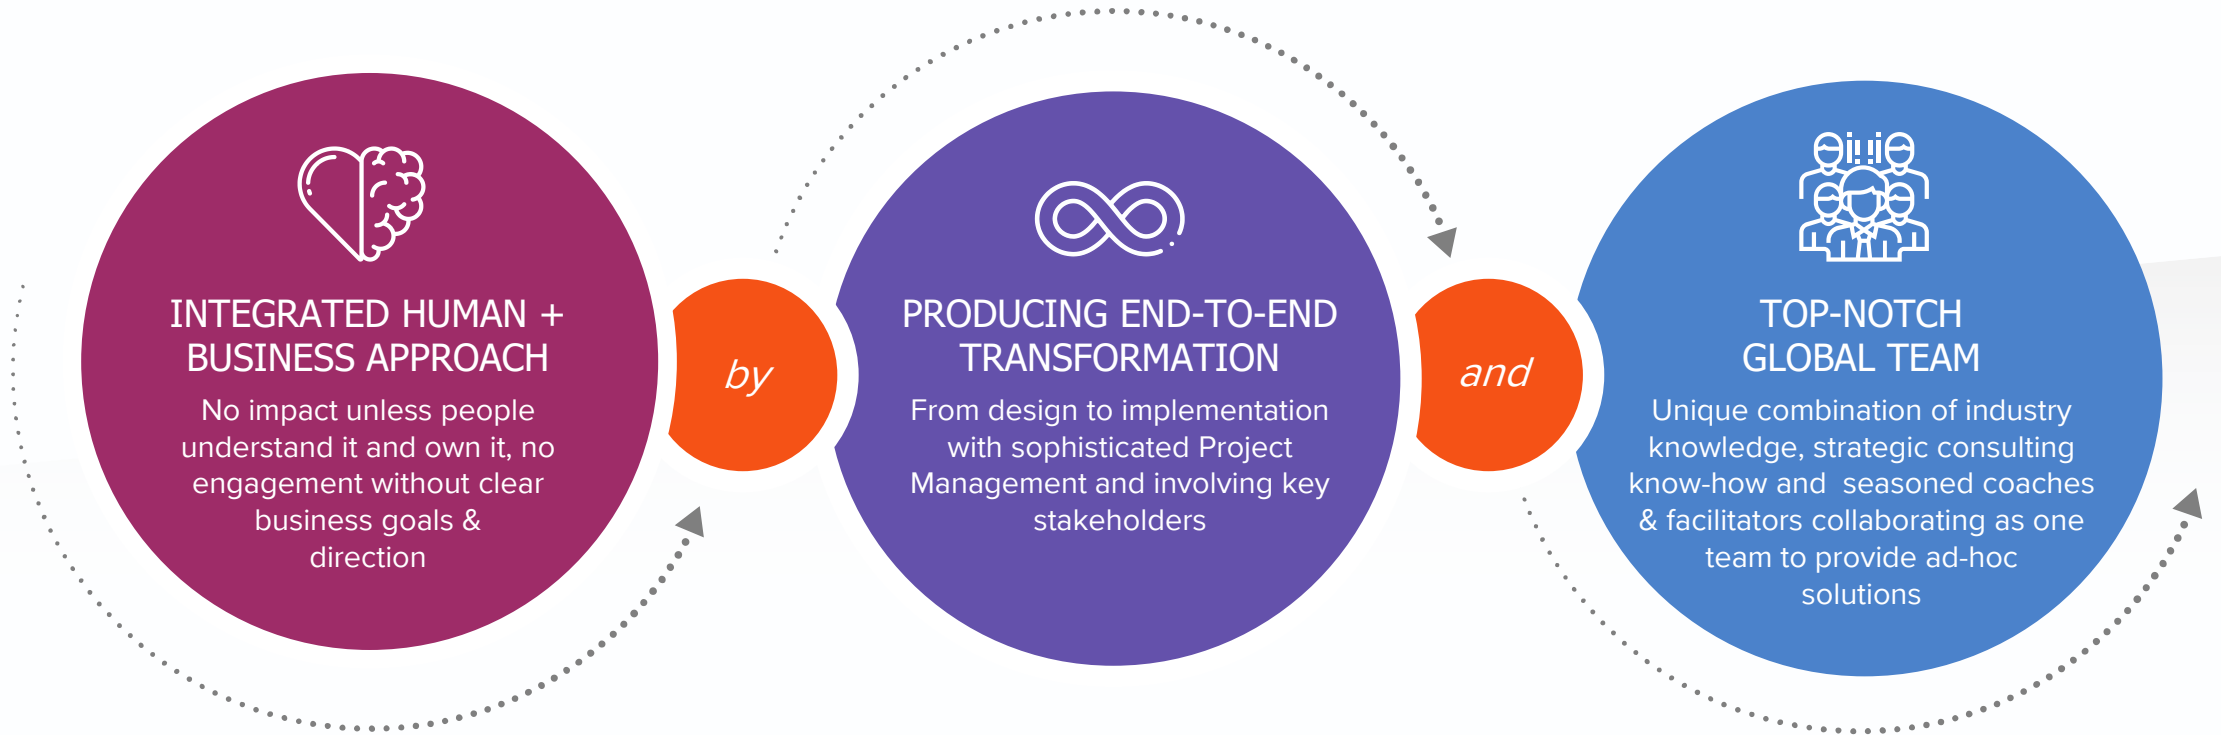 INTEGRATED HUMAN +
BUSINESS APPROACH
No impact unless people
understand it and own it, no
engagement without clear
business goals &
direction
by
PRODUCING END-TO-END
TRANSFORMATION
From design to implementation
with sophisticated Project
Management and involving key
stakeholders
and
TOP-NOTCH
GLOBAL TEAM
Unique combination of industry
knowledge, strategic consulting
know-how and  seasoned coaches
& facilitators collaborating as one
team to provide ad-hoc
solutions